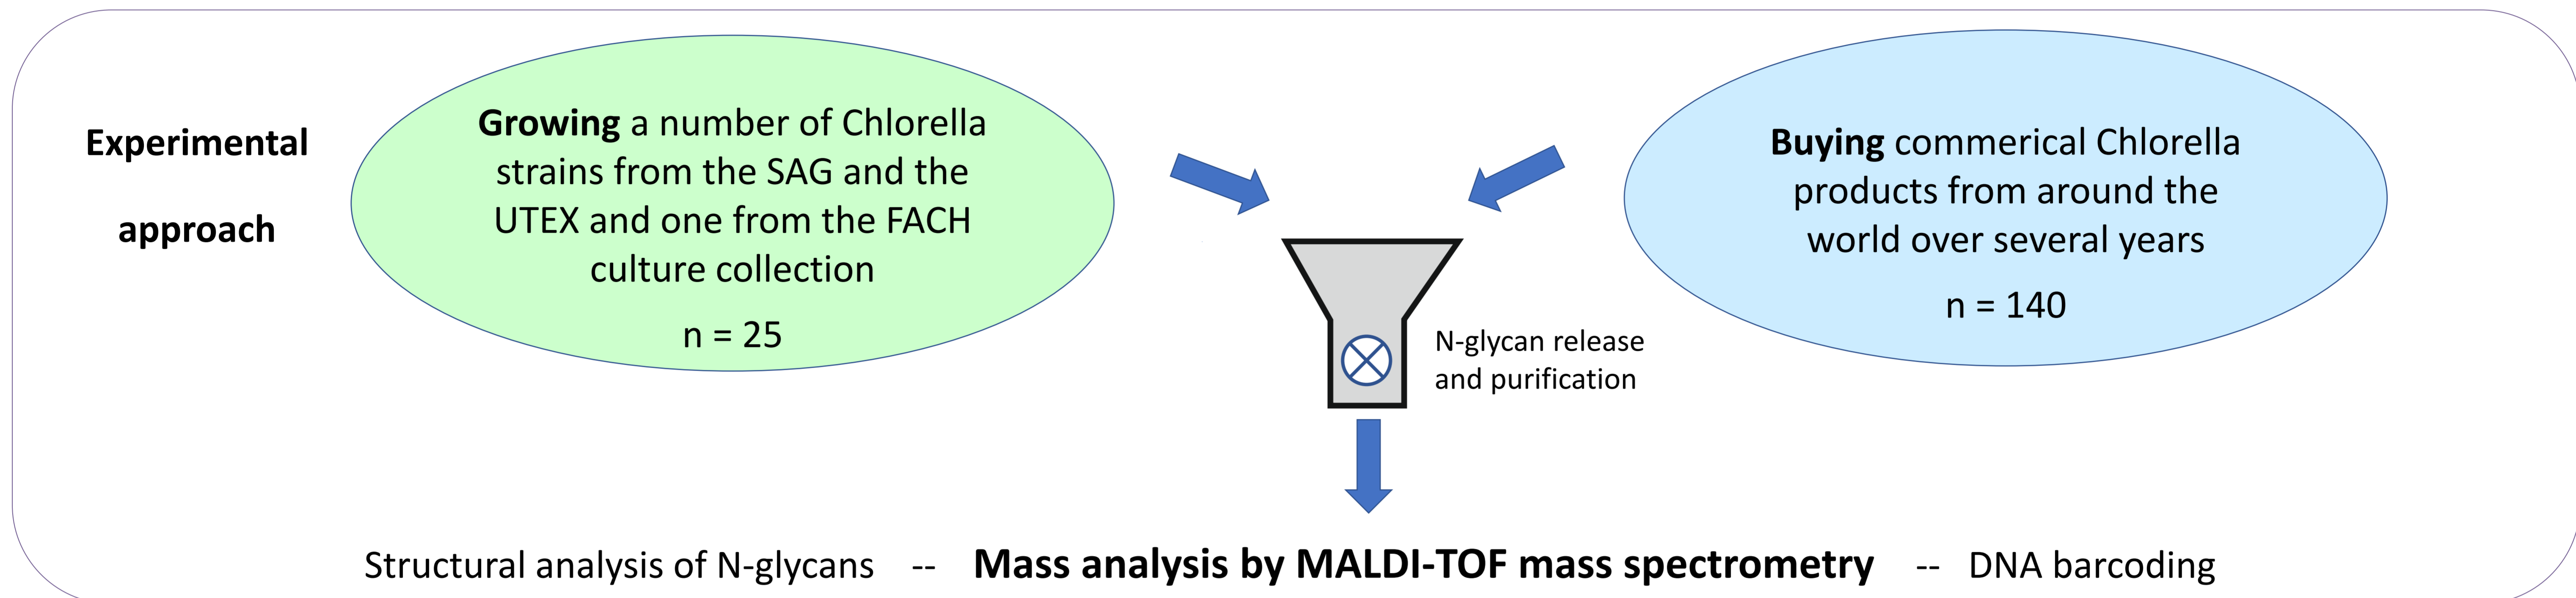 Experimental
approach
Growing a number of Chlorella
strains from the SAG and the
UTEX and one from the FACH
culture collection
n = 25
Buying commerical Chlorella
products from around the
world over several years
n = 140
N-glycan release
and purification
Structural analysis of N-glycans -- Mass analysis by MALDI-TOF mass spectrometry -- DNA barcoding